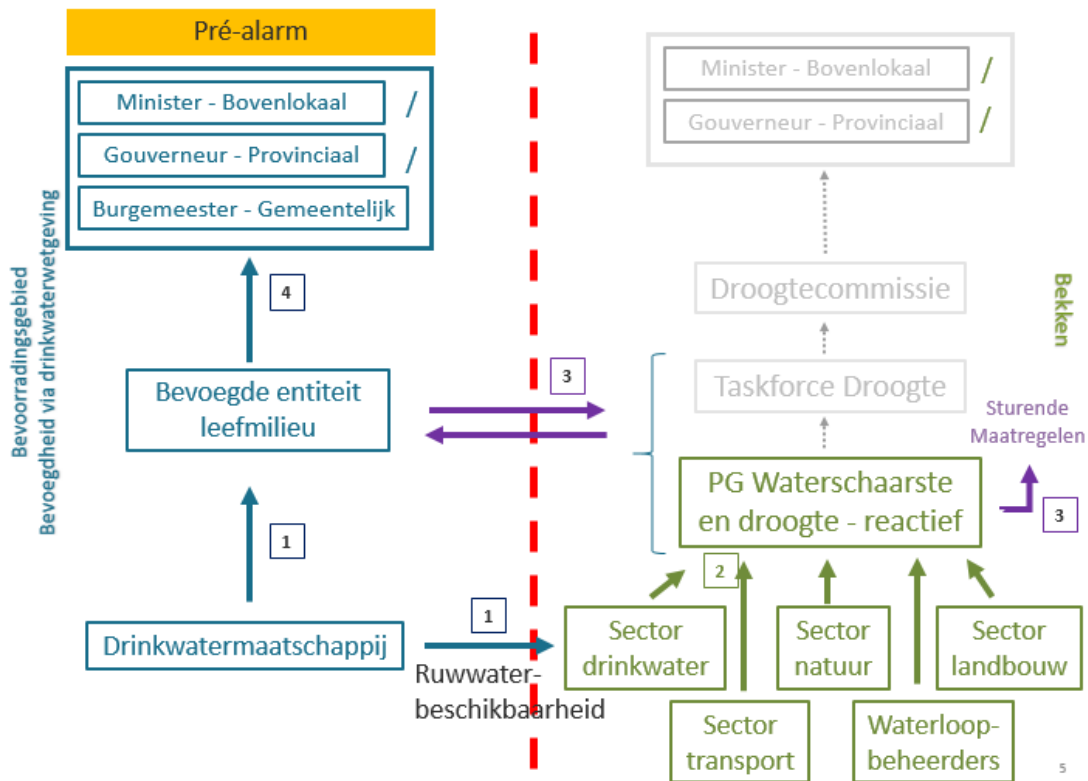 Pré-alarm
Minister - Bovenlokaal /
Gouverneur - Provinciaal /
Burgemeester - Gemeentelijk
Bevoorradingsgebied
Bevoegdheid via drinkwaterwetgeving
4
Bevoegde entiteit
leefmilieu
1
Drinkwatermaatschappij
1
Ruwwater-
beschikbaarheid
3
Minister - Bovenlokaal /
Gouverneur - Provinciaal /
Droogtecommissie
Bekken
Taskforce Droogte
Sturende
Maatregelen
PG Waterschaarste
en droogte - reactief
3
2
Sector
drinkwater
Sector
natuur
Sector
landbouw
Sector
transport
Waterloop-
beheerders
5